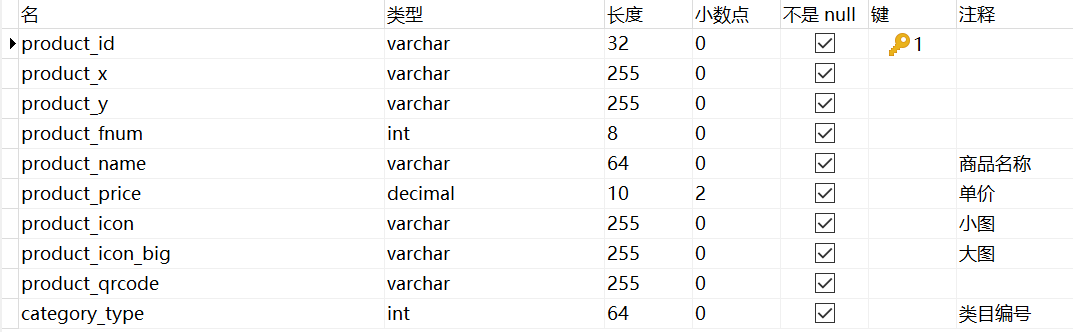 名 类型 长度 小数点 不是 null 键 注释
product_id varchar 32 0 1
product_x varchar 255 0
product_y varchar 255 0
product_fnum int 8 0
product_name varchar 64 0 商品名称
product_price decimal 10 2 单价
product_icon varchar 255 0 小图
product_icon_big varchar 255 0 大图
product_qrcode varchar 255 0
category_type int 64 0 类目编号